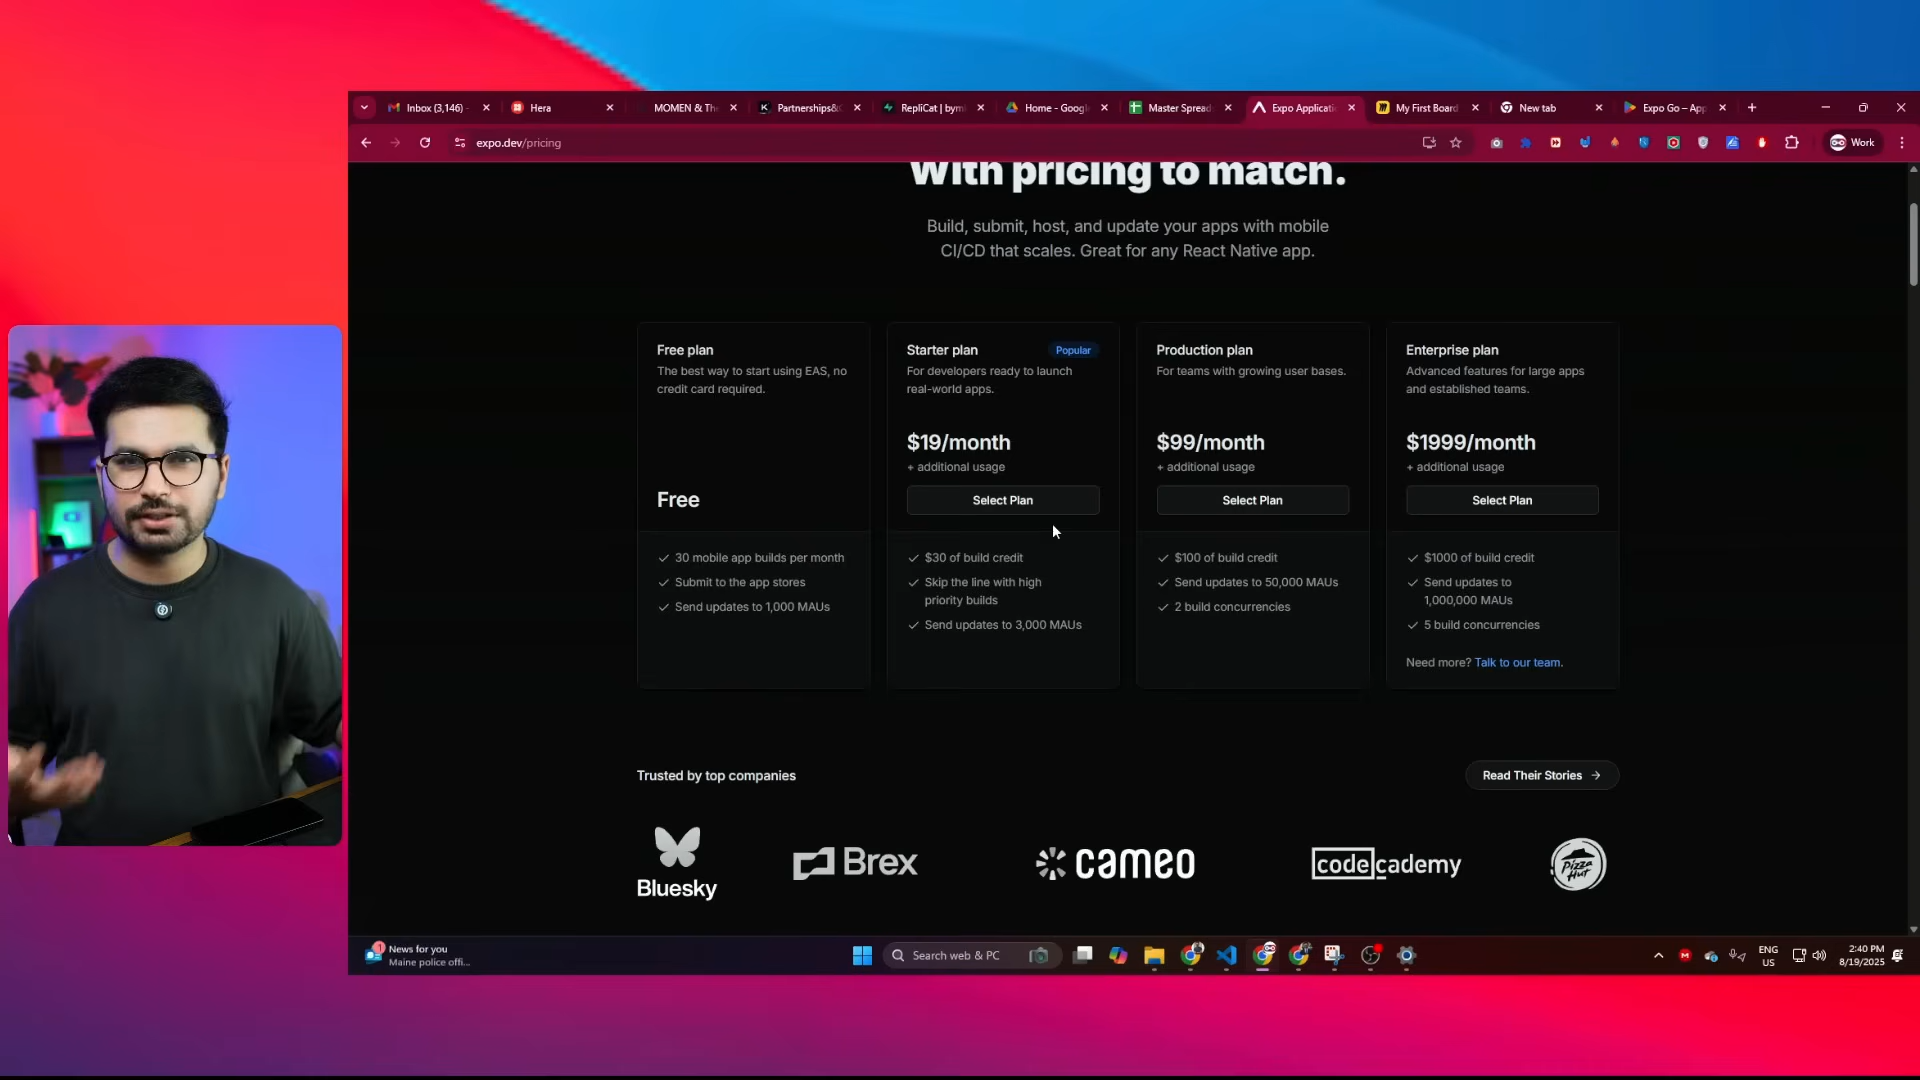 Inbox (3,146) -
Hera
MOMEN & Th
Partnerships&
RepliCat | bym
Home - Googl
Master Spread
Expo Applicati
My First Board
New tab
Expo Go – App
expo.dev/pricing
Work
With pricing to match.
Build, submit, host, and update your apps with mobile
CI/CD that scales. Great for any React Native app.
Free plan
The best way to start using EAS, no
credit card required.
Free
30 mobile app builds per month
Submit to the app stores
Send updates to 1,000 MAUs
Starter plan
Popular
For developers ready to launch
real-world apps.
$19/month
+ additional usage
Select Plan
$30 of build credit
Skip the line with high
priority builds
Send updates to 3,000 MAUs
Production plan
For teams with growing user bases.
$99/month
+ additional usage
Select Plan
$100 of build credit
Send updates to 50,000 MAUs
2 build concurrencies
Enterprise plan
Advanced features for large apps
and established teams.
$1999/month
+ additional usage
Select Plan
$1000 of build credit
Send updates to
1,000,000 MAUs
5 build concurrencies
Need more? Talk to our team.
Trusted by top companies
Read Their Stories →
Bluesky
Brex
cameo
code cademy
Pizza
Hut
1
News for you
Maine police offi...
Search web & PC
ENG
US
2:40 PM
8/19/2025